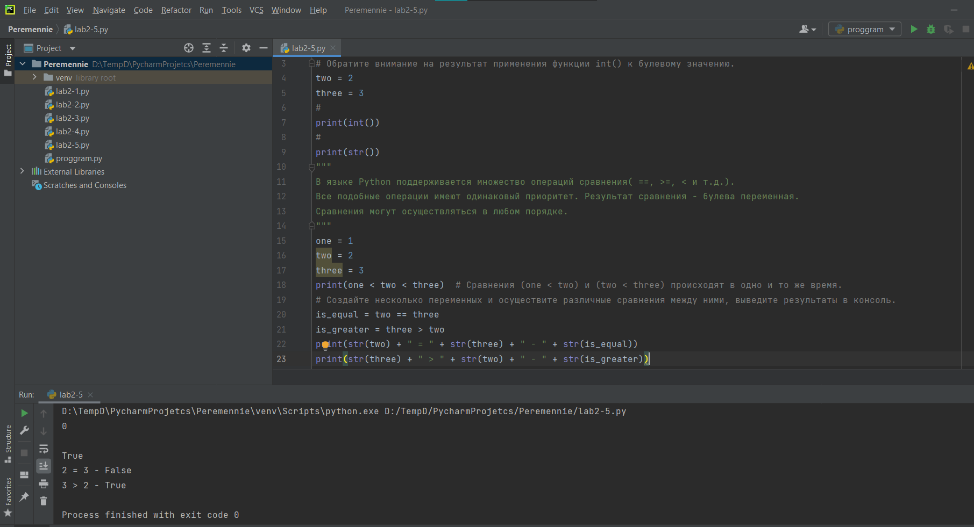 File Edit View Navigate Code Refactor Run Tools VCS Window Help Peremennie - lab2-5.py
Peremennie lab2-5.py proggram
Project lab2-5.py
Project
Peremennie D:\TempD\PycharmProjetcs\Peremennie
venv library root
lab2-1.py
lab2-2.py
lab2-3.py
lab2-4.py
lab2-5.py
proggram.py
External Libraries
Scratches and Consoles
3 # Обратите внимание на результат применения функции int() к булевому значению.
4 two = 2
5 three = 3
6 #
7 print(int())
8 #
9 print(str())
10 """
11 В языке Python поддерживается множество операций сравнения( ==, >=, < и т.д.).
12 Все подобные операции имеют одинаковый приоритет. Результат сравнения - булева переменная.
13 Сравнения могут осуществляться в любом порядке.
14 """
15 one = 1
16 two = 2
17 three = 3
18 print(one < two < three) # Сравнения (one < two) и (two < three) происходят в одно и то же время.
19 # Создайте несколько переменных и осуществите различные сравнения между ними, выведите результаты в консоль.
20 is_equal = two == three
21 is_greater = three > two
22 print(str(two) + " = " + str(three) + " - " + str(is_equal))
23 print(str(three) + " > " + str(two) + " - " + str(is_greater))
Run: lab2-5
D:\TempD\PycharmProjetcs\Peremennie\venv\Scripts\python.exe D:/TempD/PycharmProjetcs/Peremennie/lab2-5.py
0
True
2 = 3 - False
3 > 2 - True
Process finished with exit code 0
Structure
Favorites